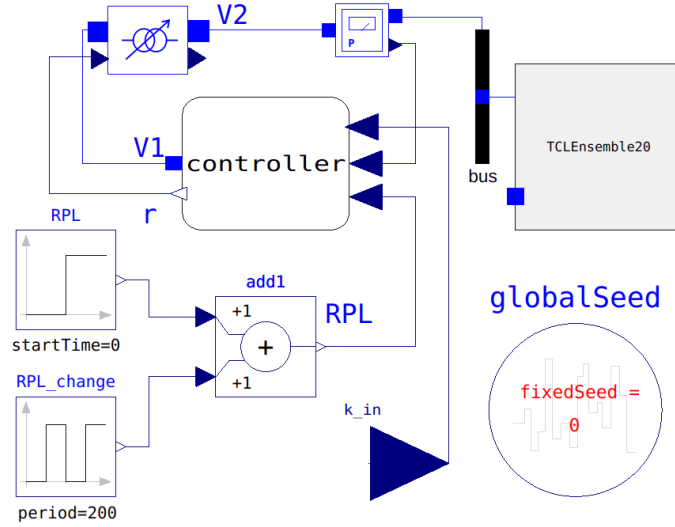 V2
P
V1
controller
TCLEnsemble20
bus
r
RPL
startTime=0
add1
+1
+
+1
RPL
globalSeed
RPL_change
k_in
fixedSeed =
0
period=200